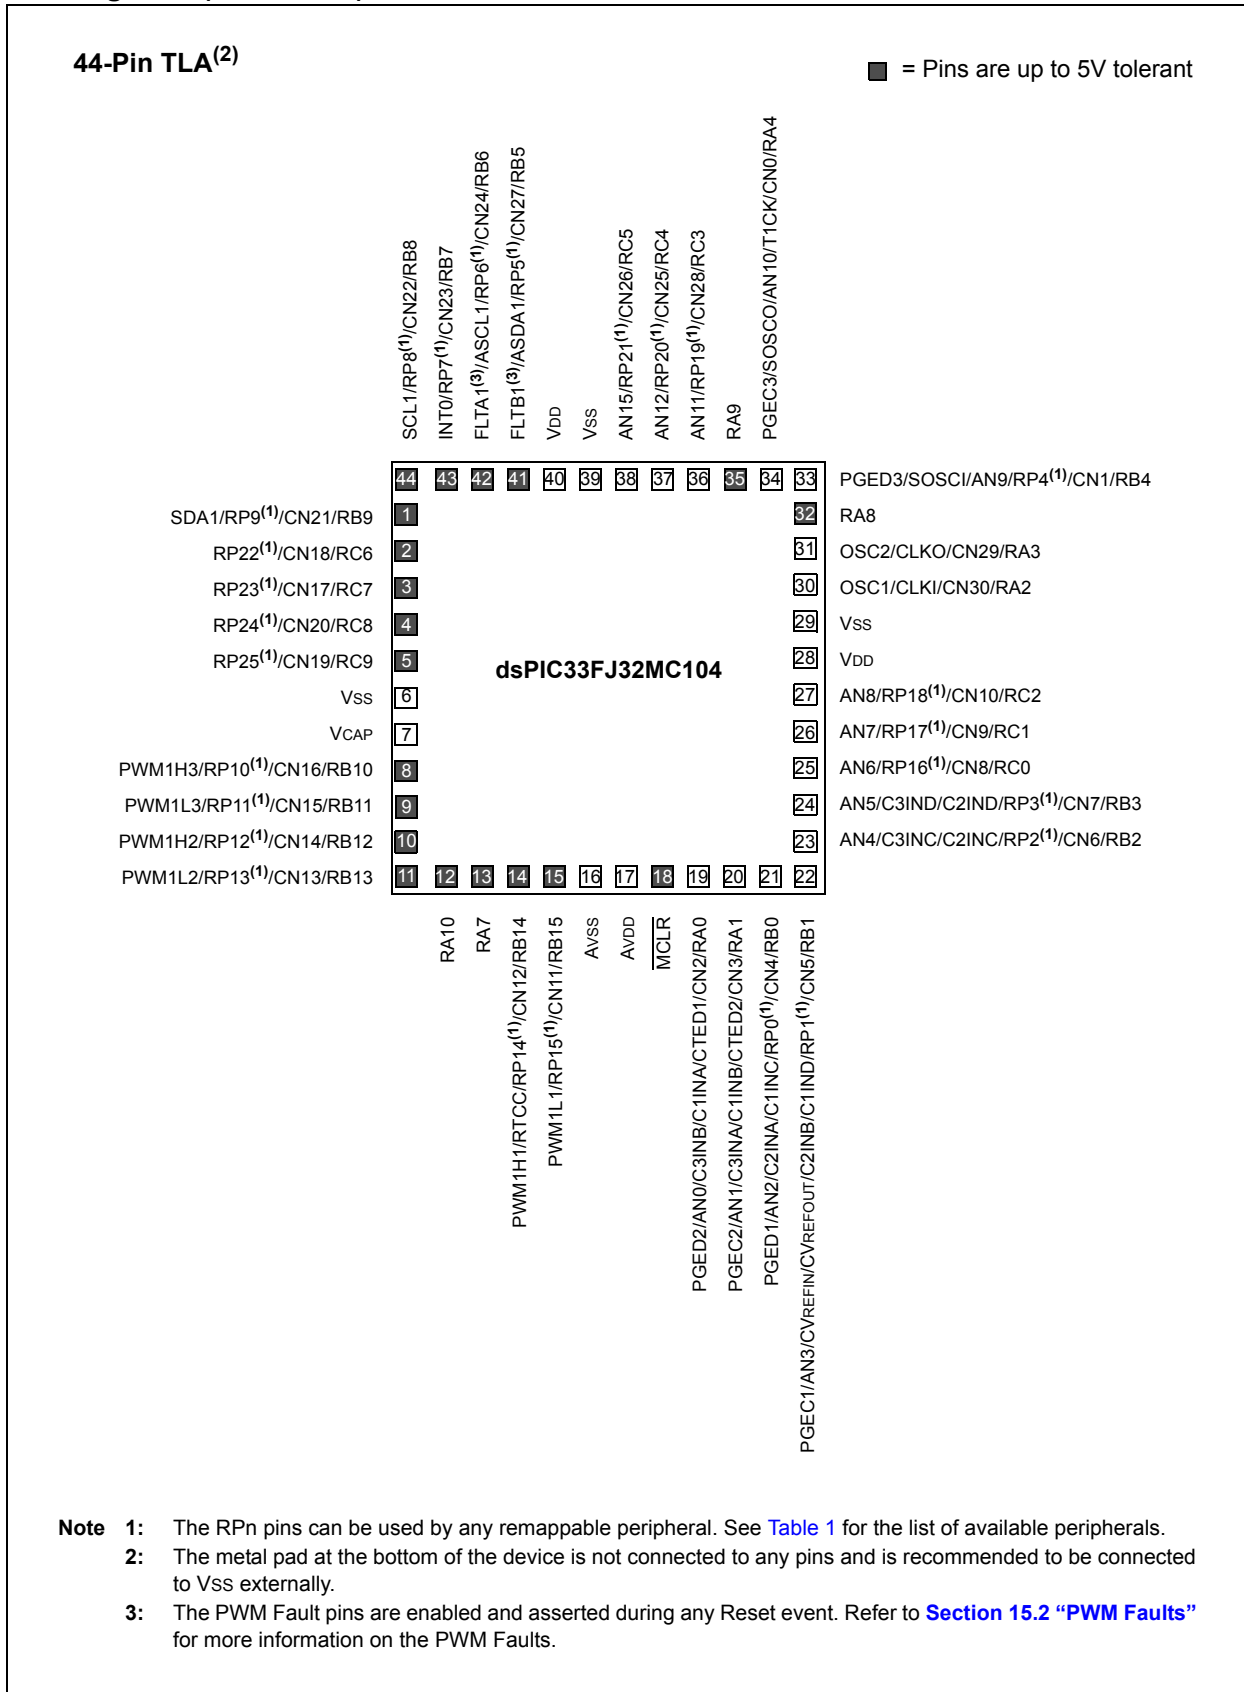 44-Pin TLA(2)
= Pins are up to 5V tolerant
SCL1/RP8(1)/CN22/RB8
INT0/RP7(1)/CN23/RB7
FLTA1(3)/ASCL1/RP6(1)/CN24/RB6
FLTB1(3)/ASDA1/RP5(1)/CN27/RB5
VDD
VSS
AN15/RP21(1)/CN26/RC5
AN12/RP20(1)/CN25/RC4
AN11/RP19(1)/CN28/RC3
RA9
PGEC3/SOSCO/AN10/T1CK/CN0/RA4
44 43 42 41 40 39 38 37 36 35 34 33 PGED3/SOSCI/AN9/RP4(1)/CN1/RB4
SDA1/RP9(1)/CN21/RB9 1 32 RA8
RP22(1)/CN18/RC6 2 31 OSC2/CLKO/CN29/RA3
RP23(1)/CN17/RC7 3 30 OSC1/CLKI/CN30/RA2
RP24(1)/CN20/RC8 4 29 VSS
RP25(1)/CN19/RC9 5 dsPIC33FJ32MC104 28 VDD
VSS 6 27 AN8/RP18(1)/CN10/RC2
VCAP 7 26 AN7/RP17(1)/CN9/RC1
PWM1H3/RP10(1)/CN16/RB10 8 25 AN6/RP16(1)/CN8/RC0
PWM1L3/RP11(1)/CN15/RB11 9 24 AN5/C3IND/C2IND/RP3(1)/CN7/RB3
PWM1H2/RP12(1)/CN14/RB12 10 23 AN4/C3INC/C2INC/RP2(1)/CN6/RB2
PWM1L2/RP13(1)/CN13/RB13 11 12 13 14 15 16 17 18 19 20 21 22
RA10
RA7
PWM1H1/RTCC/RP14(1)/CN12/RB14
PWM1L1/RP15(1)/CN11/RB15
AVSS
AVDD
MCLR
PGED2/AN0/C3INB/C1INA/CTED1/CN2/RA0
PGEC2/AN1/C3INA/C1INB/CTED2/CN3/RA1
PGED1/AN2/C2INA/C1INC/RP0(1)/CN4/RB0
PGEC1/AN3/CVREFIN/CVREFOUT/C2INB/C1IND/RP1(1)/CN5/RB1
Note 1: The RPn pins can be used by any remappable peripheral. See Table 1 for the list of available peripherals.
2: The metal pad at the bottom of the device is not connected to any pins and is recommended to be connected
to VSS externally.
3: The PWM Fault pins are enabled and asserted during any Reset event. Refer to Section 15.2 “PWM Faults”
for more information on the PWM Faults.